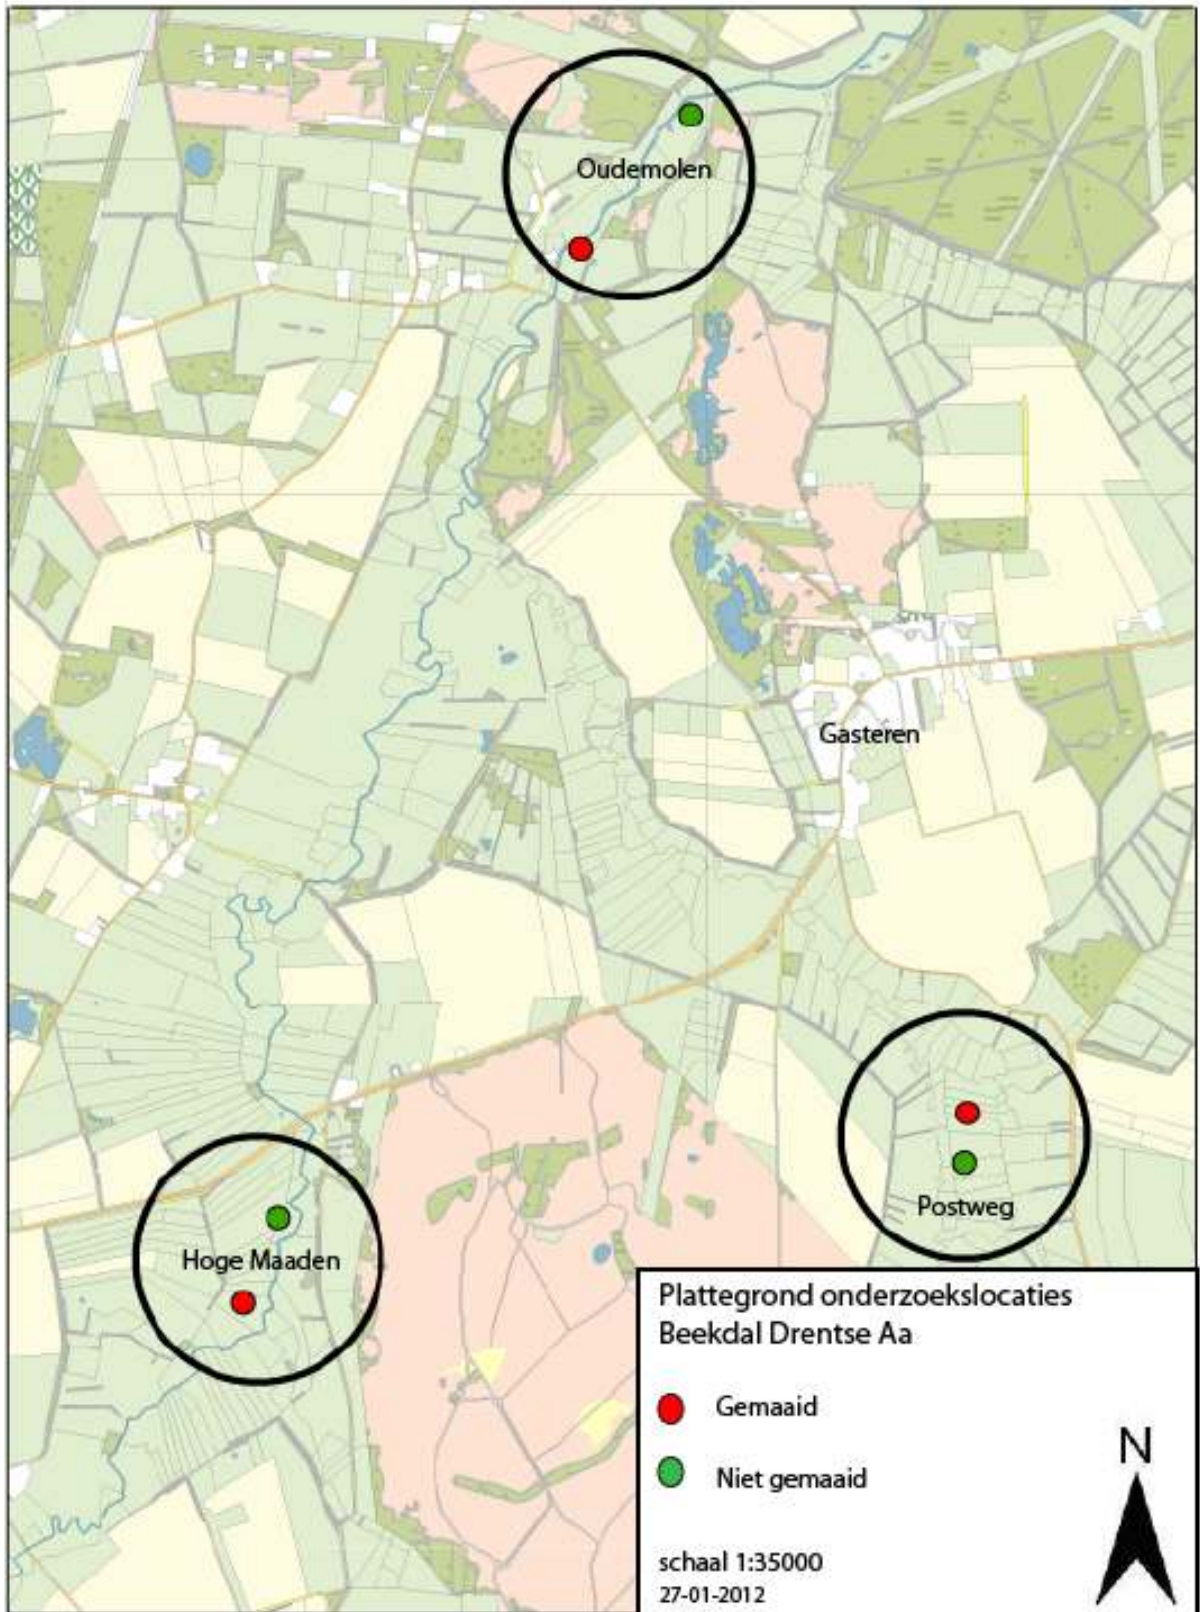 Oudemolen
Gasteren
Postweg
Hoge Maaden
Plattegrond onderzoekslocaties
Beekdal Drentse Aa
Gemaaid
Niet gemaaid
N
schaal 1:35000
27-01-2012